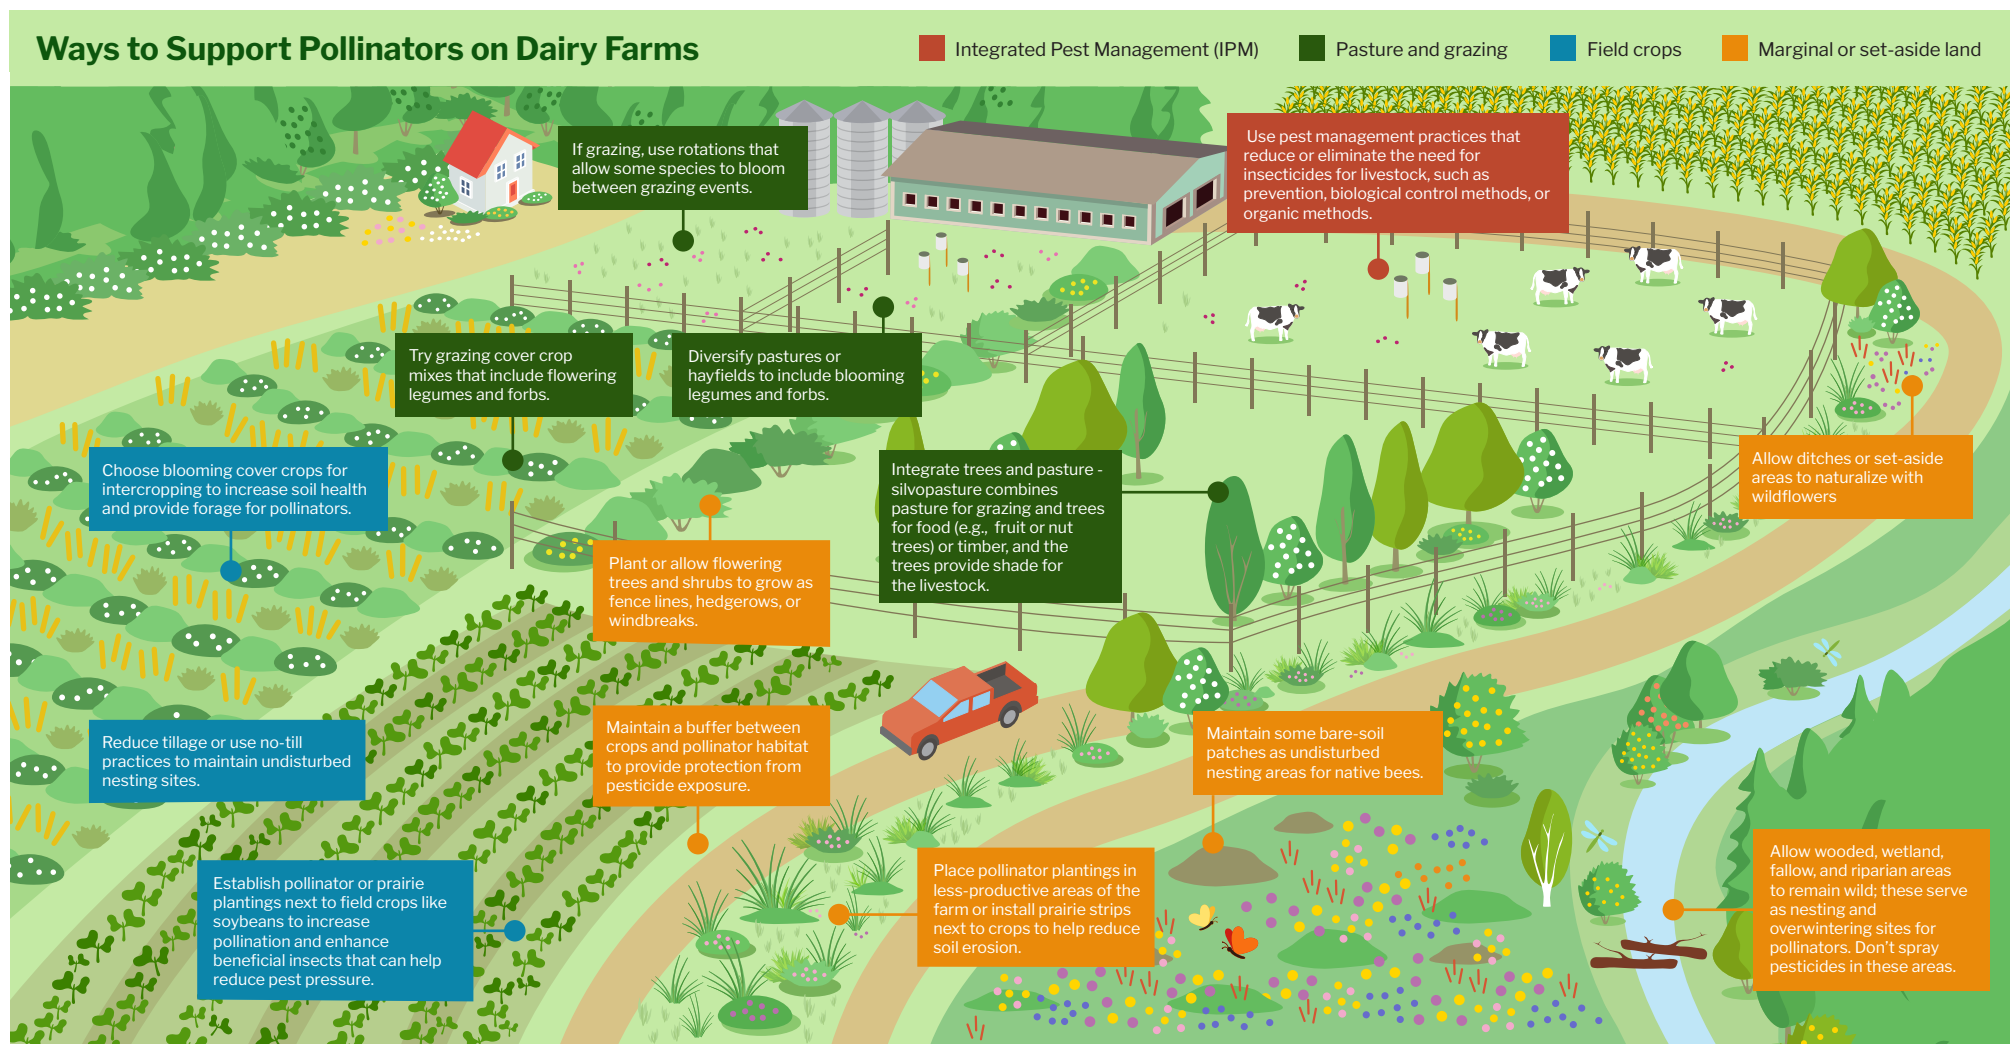 Ways to Support Pollinators on Dairy Farms
Integrated Pest Management (IPM)
Pasture and grazing
Field crops
Marginal or set-aside land
If grazing, use rotations that
allow some species to bloom
between grazing events.
Use pest management practices that
reduce or eliminate the need for
insecticides for livestock, such as
prevention, biological control methods, or
organic methods.
Try grazing cover crop
mixes that include flowering
legumes and forbs.
Diversify pastures or
hayfields to include blooming
legumes and forbs.
Choose blooming cover crops for
intercropping to increase soil health
and provide forage for pollinators.
Integrate trees and pasture -
silvopasture combines
pasture for grazing and trees
for food (e.g., fruit or nut
trees) or timber, and the
trees provide shade for
the livestock.
Allow ditches or set-aside
areas to naturalize with
wildflowers
Plant or allow flowering
trees and shrubs to grow as
fence lines, hedgerows, or
windbreaks.
Reduce tillage or use no-till
practices to maintain undisturbed
nesting sites.
Maintain a buffer between
crops and pollinator habitat
to provide protection from
pesticide exposure.
Maintain some bare-soil
patches as undisturbed
nesting areas for native bees.
Establish pollinator or prairie
plantings next to field crops like
soybeans to increase
pollination and enhance
beneficial insects that can help
reduce pest pressure.
Place pollinator plantings in
less-productive areas of the
farm or install prairie strips
next to crops to help reduce
soil erosion.
Allow wooded, wetland,
fallow, and riparian areas
to remain wild; these serve
as nesting and
overwintering sites for
pollinators. Don't spray
pesticides in these areas.